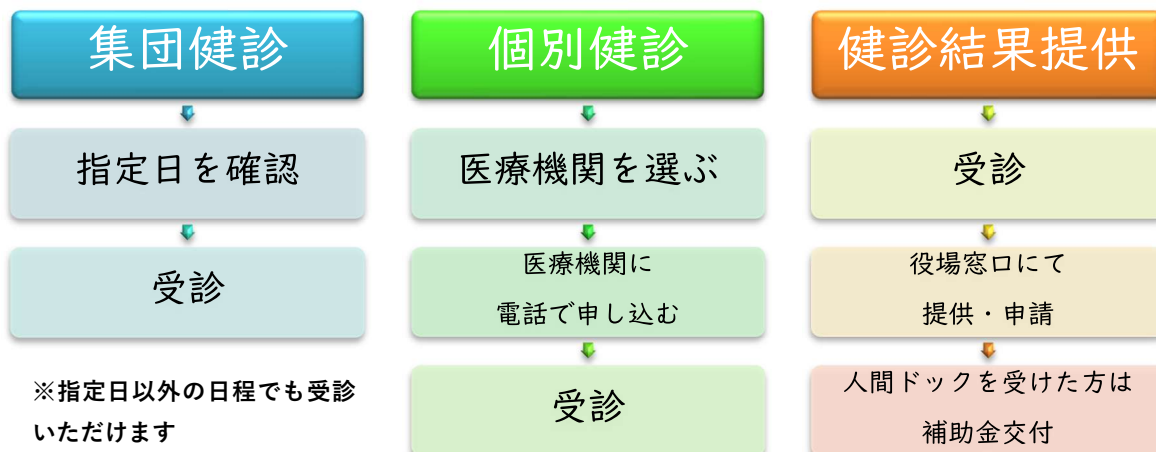 集団健診
指定日を確認
受診
※指定日以外の日程でも受診
いただけます
個別健診
医療機関を選ぶ
医療機関に
電話で申し込む
受診
健診結果提供
受診
役場窓口にて
提供・申請
人間ドックを受けた方は
補助金交付